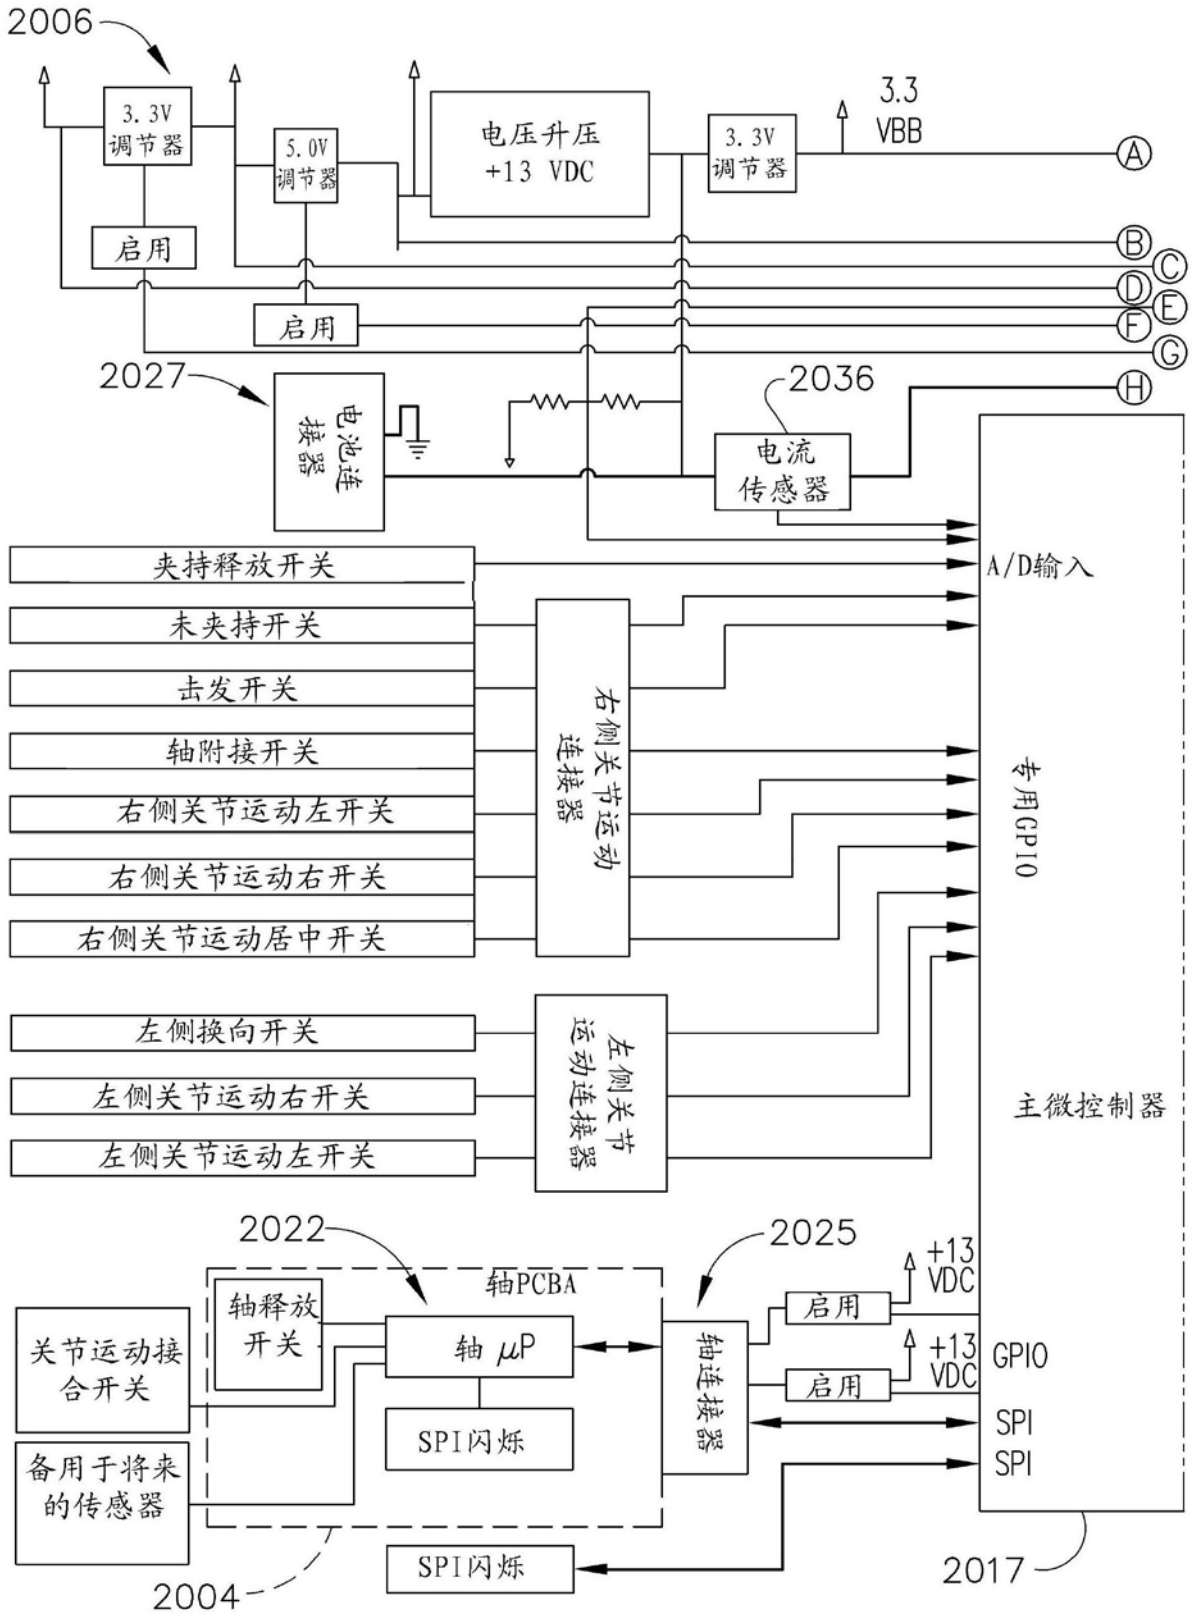 2006
3.3V
调节器
5.0V
调节器
电压升压
+13 VDC
3.3V
调节器
3.3
VBB
A
启用
B
C
D
E
启用
F
G
2027
2036
H
电池连
接器
电流
传感器
夹持释放开关
A/D输入
未夹持开关
击发开关
轴附接开关
右侧关节运动左开关
右侧关节运动右开关
右侧关节运动居中开关
右侧关节运动
连接器
专用GPIO
左侧换向开关
左侧关节运动右开关
左侧关节运动左开关
左侧关节
运动连接器
主微控制器
2022
2025
轴PCBA
轴释放
开关
轴 μP
SPI闪烁
关节运动接
合开关
备用于将来
的传感器
轴连接器
启用
+13
VDC
启用
+13
VDC
GPIO
SPI
SPI
SPI闪烁
2004
2017